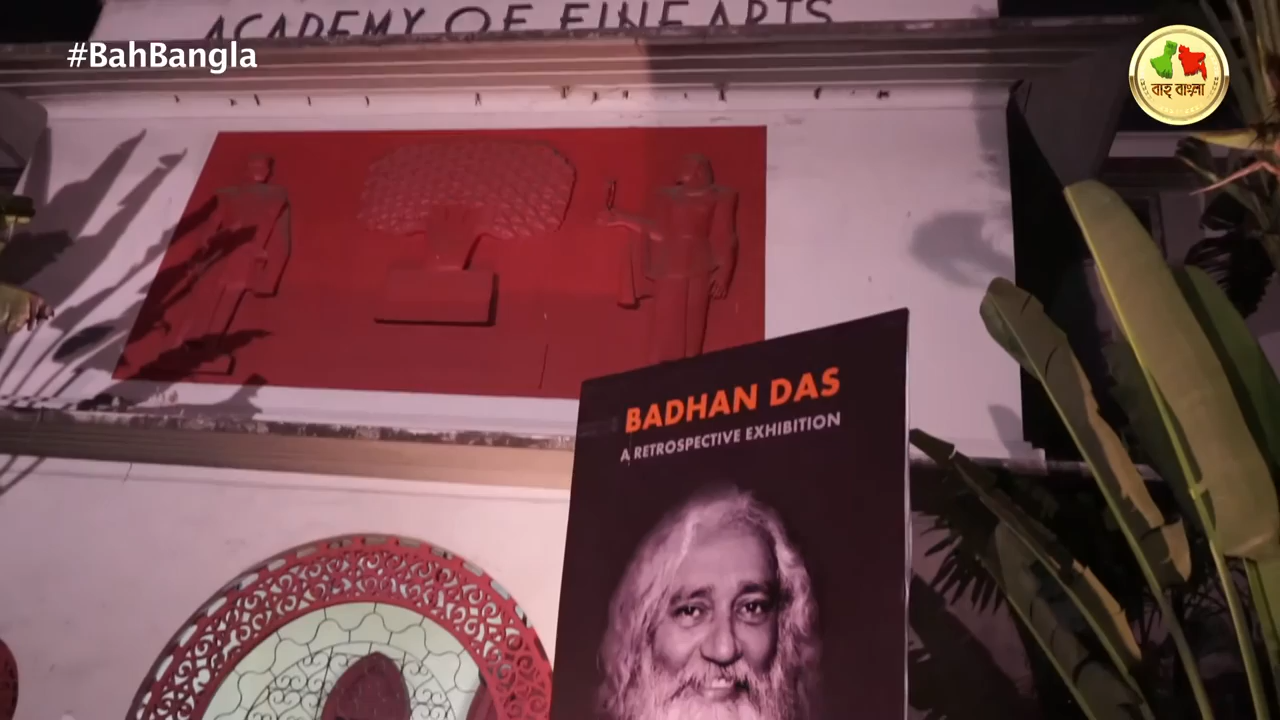 ACADEMY OF FINE ARTS
#BahBangla
বাহ্ বাংলা
BADHAN DAS
A RETROSPECTIVE EXHIBITION